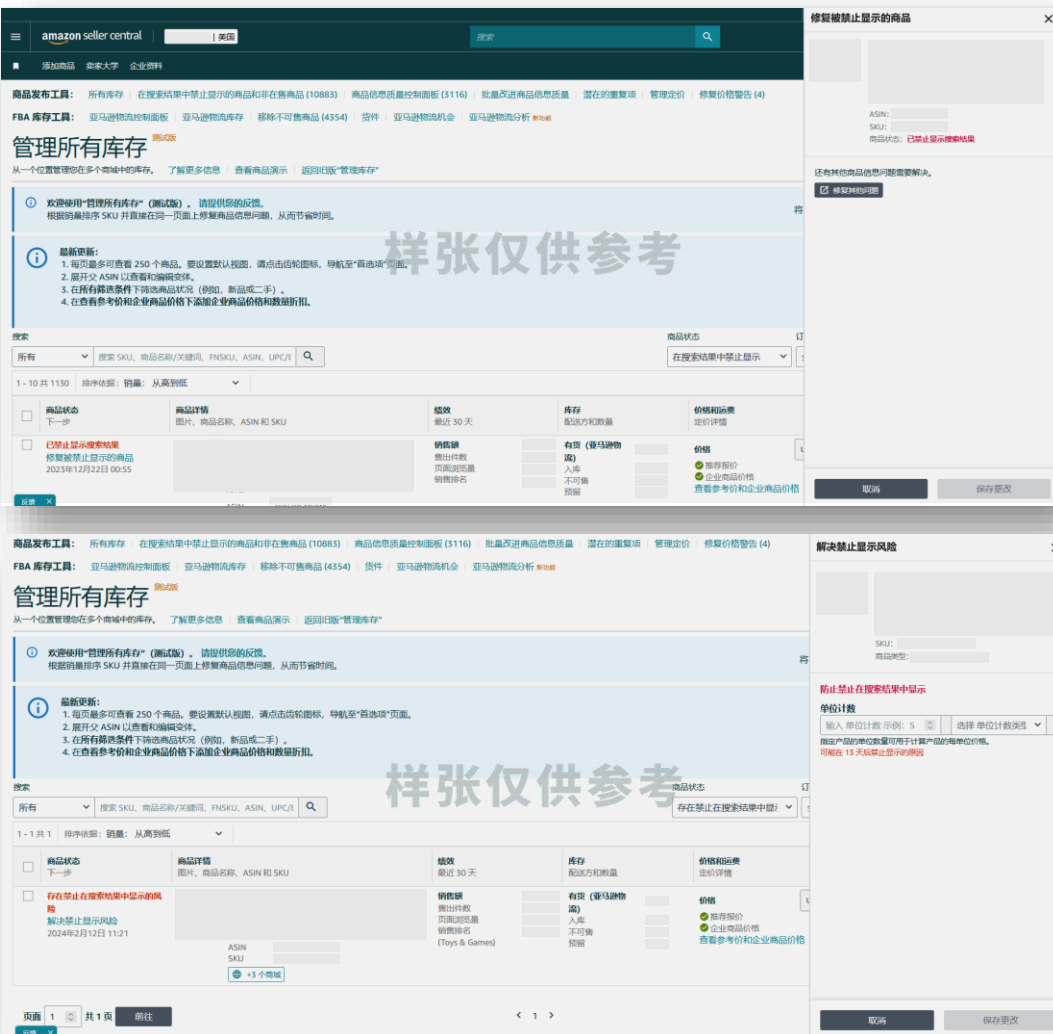 修复被禁止显示的商品 ×
amazon seller central | 美国 搜索
添加商品 卖家大学 企业资料
商品发布工具： 所有库存 | 在搜索结果中禁止显示的商品和非在售商品 (10883) | 商品信息质量控制面板 (3116) | 批量改进商品信息质量 | 潜在的重复项 | 管理定价 | 修复价格警告 (4)
FBA 库存工具： 亚马逊物流控制面板 | 亚马逊物流库存 | 移除不可售商品 (4354) | 货件 | 亚马逊物流机会 | 亚马逊物流分析 新功能
管理所有库存 测试版
从一个位置管理您在多个商城中的库存。 了解更多信息 | 查看商品演示 | 返回旧版"管理库存"
ASIN:
SKU:
商品状态: 已禁止显示搜索结果
还有其他商品信息问题需要解决。
修复其他问题
欢迎使用"管理所有库存"（测试版）。 请提供您的反馈。
根据销量排序 SKU 并直接在同一页面上修复商品信息问题，从而节省时间。
将
最新更新:
1. 每页最多可查看 250 个商品。要设置默认视图，请点击齿轮图标，导航至"首选项"页面。
2. 展开父 ASIN 以查看和编辑变体。
3. 在所有筛选条件下筛选商品状况（例如，新品或二手）。
4. 在查看参考价和企业商品价格下添加企业商品价格和数量折扣。
样张仅供参考
搜索 商品状态 订
所有 搜索 SKU、商品名称/关键词、FNSKU、ASIN、UPC/E 在搜索结果中禁止显示
1 - 10 共 1130 排序依据: 销量: 从高到低
商品状态 商品详情 绩效 库存 价格和运费
下一步 图片、商品名称、ASIN 和 SKU 最近 30 天 配送方和数量 定价详情
已禁止显示搜索结果
修复被禁止显示的商品
2023年12月22日 00:55
销售额
售出件数
页面浏览量
销售排名
有货（亚马逊物流）
入库
不可售
预留
价格
推荐报价
企业商品价格
查看参考价和企业商品价格
反馈 ×
取消 保存更改
商品发布工具： 所有库存 | 在搜索结果中禁止显示的商品和非在售商品 (10883) | 商品信息质量控制面板 (3116) | 批量改进商品信息质量 | 潜在的重复项 | 管理定价 | 修复价格警告 (4)
FBA 库存工具： 亚马逊物流控制面板 | 亚马逊物流库存 | 移除不可售商品 (4354) | 货件 | 亚马逊物流机会 | 亚马逊物流分析 新功能
管理所有库存 测试版
从一个位置管理您在多个商城中的库存。 了解更多信息 | 查看商品演示 | 返回旧版"管理库存"
解决禁止显示风险
SKU:
商品类型:
防止禁止在搜索结果中显示
单位计数
输入 单位计数 示例: 5 选择 单位计数类型
指定产品的单位数量可用于计算产品的每单位价格。
可能在 13 天后禁止显示的原因
欢迎使用"管理所有库存"（测试版）。 请提供您的反馈。
根据销量排序 SKU 并直接在同一页面上修复商品信息问题，从而节省时间。
将
最新更新:
1. 每页最多可查看 250 个商品。要设置默认视图，请点击齿轮图标，导航至"首选项"页面。
2. 展开父 ASIN 以查看和编辑变体。
3. 在所有筛选条件下筛选商品状况（例如，新品或二手）。
4. 在查看参考价和企业商品价格下添加企业商品价格和数量折扣。
样张仅供参考
搜索 商品状态 订
所有 搜索 SKU、商品名称/关键词、FNSKU、ASIN、UPC/E 存在禁止在搜索结果中显示
1 - 1 共 1 排序依据: 销量: 从高到低
商品状态 商品详情 绩效 库存 价格和运费
下一步 图片、商品名称、ASIN 和 SKU 最近 30 天 配送方和数量 定价详情
存在禁止在搜索结果中显示的风险
解决禁止显示风险
2024年2月12日 11:21
ASIN
SKU
+3 个商城
销售额
售出件数
页面浏览量
销售排名
(Toys & Games)
有货（亚马逊物流）
入库
不可售
预留
价格
推荐报价
企业商品价格
查看参考价和企业商品价格
页面 1 共 1 页 前往 < 1 >
反馈 ×
取消 保存更改